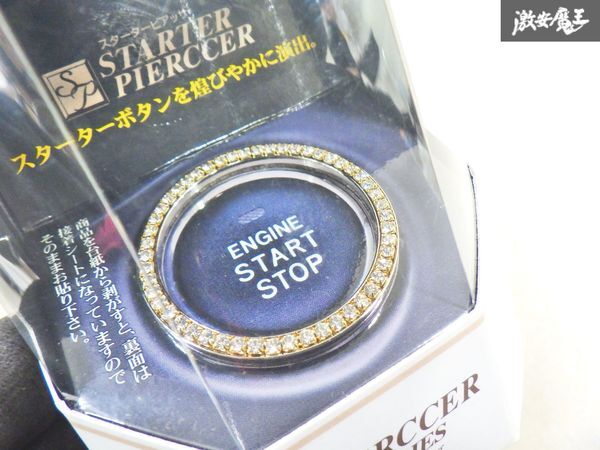 激安魔王
スターターピアッサー
SP
STARTER
PIERCCER
スターターボタンを煌びやかに演出。
ENGINE
START
STOP
商品を台紙から剥がすと、裏面は
接着シートになっていますので
そのままお貼り下さい。
RCCER